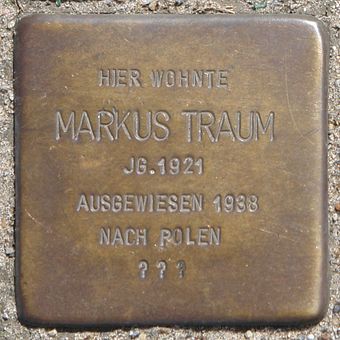 HIER WOHNTE
MARKUS TRAUM
JG.1921
AUSGEWIESEN 1938
NACH POLEN
? ? ?